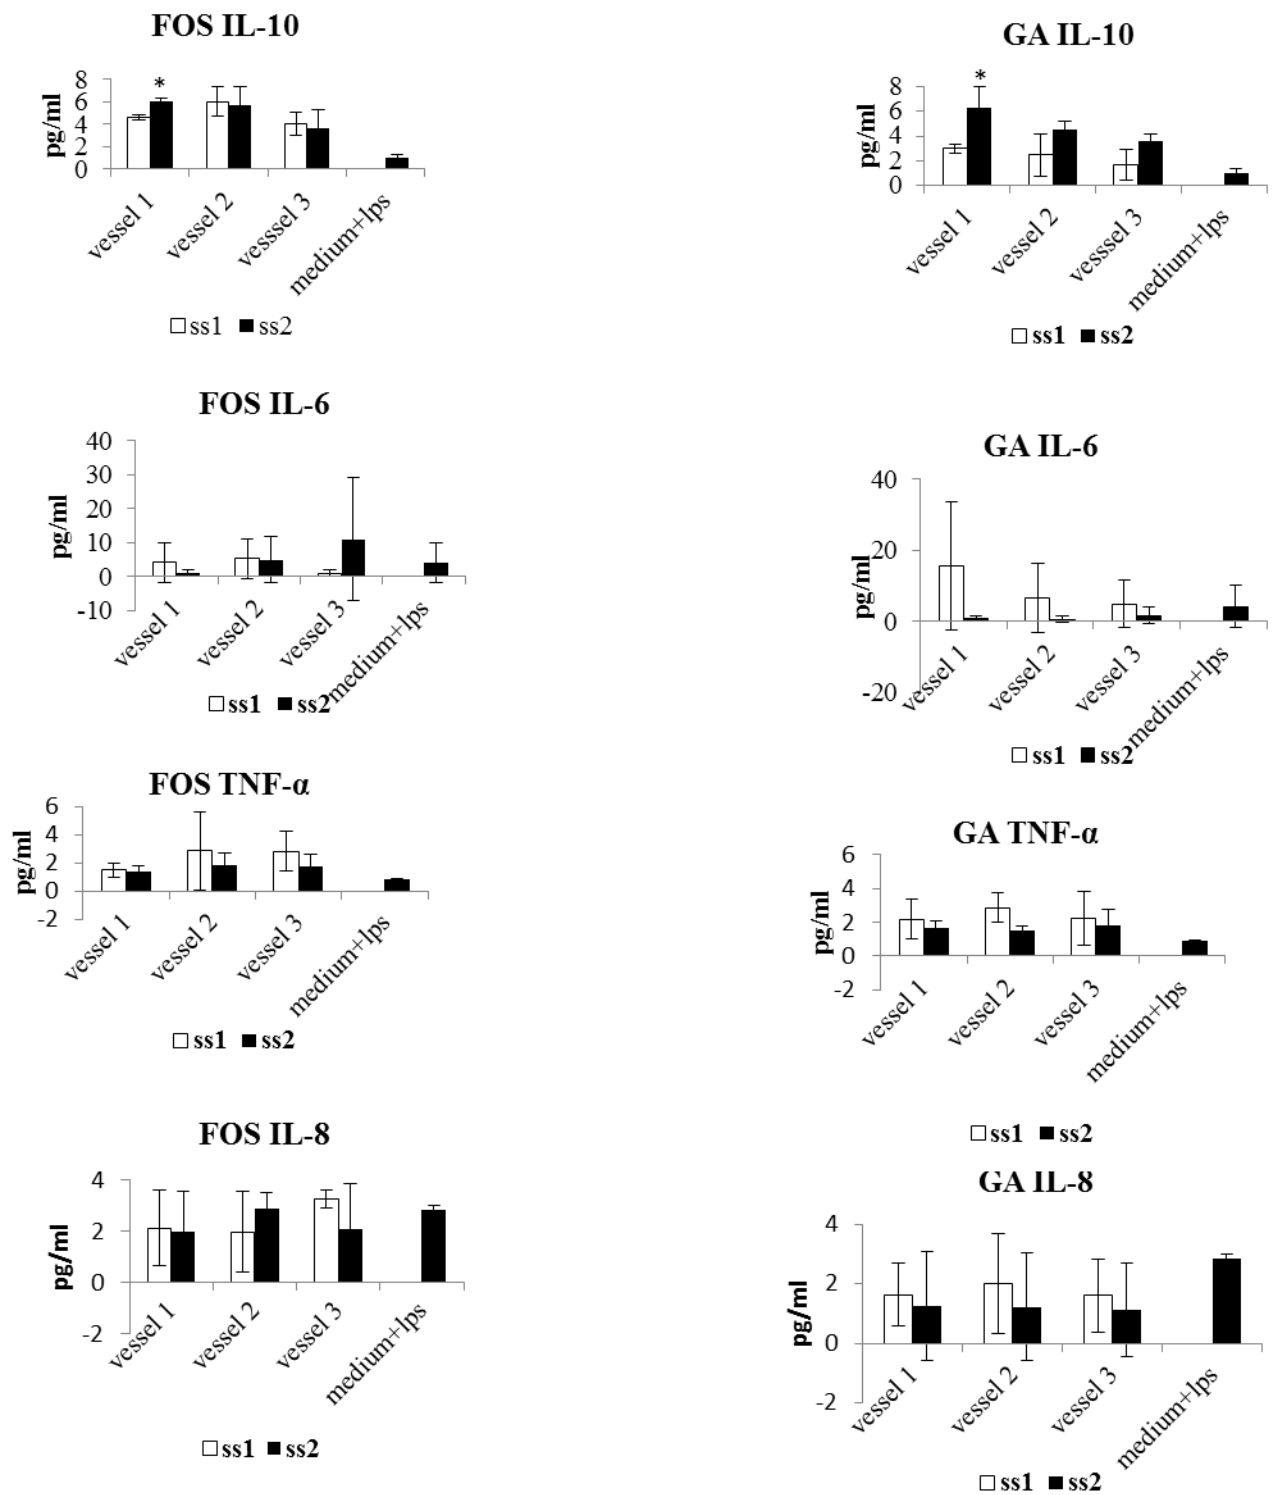 FOS IL-10
pg/ml
8
6
4
2
0
*
vessel 1
vessel 2
vesssel 3
medium+lps
ss1 ss2
GA IL-10
pg/ml
8
6
4
2
0
*
vessel 1
vessel 2
vesssel 3
medium+lps
ss1 ss2
FOS IL-6
pg/ml
40
30
20
10
0
-10
vessel 1
vessel 2
vessel 3
medium+lps
ss1 ss2
GA IL-6
pg/ml
40
20
0
-20
vessel 1
vessel 2
vessel 3
medium+lps
ss1 ss2
FOS TNF-α
pg/ml
6
4
2
0
-2
vessel 1
vessel 2
vessel 3
medium+lps
ss1 ss2
GA TNF-α
pg/ml
6
4
2
0
-2
vessel 1
vessel 2
vessel 3
medium+lps
ss1 ss2
FOS IL-8
pg/ml
4
2
0
-2
vessel 1
vessel 2
vessel 3
medium+lps
ss1 ss2
GA IL-8
pg/ml
4
2
0
-2
vessel 1
vessel 2
vessel 3
medium+lps
ss1 ss2